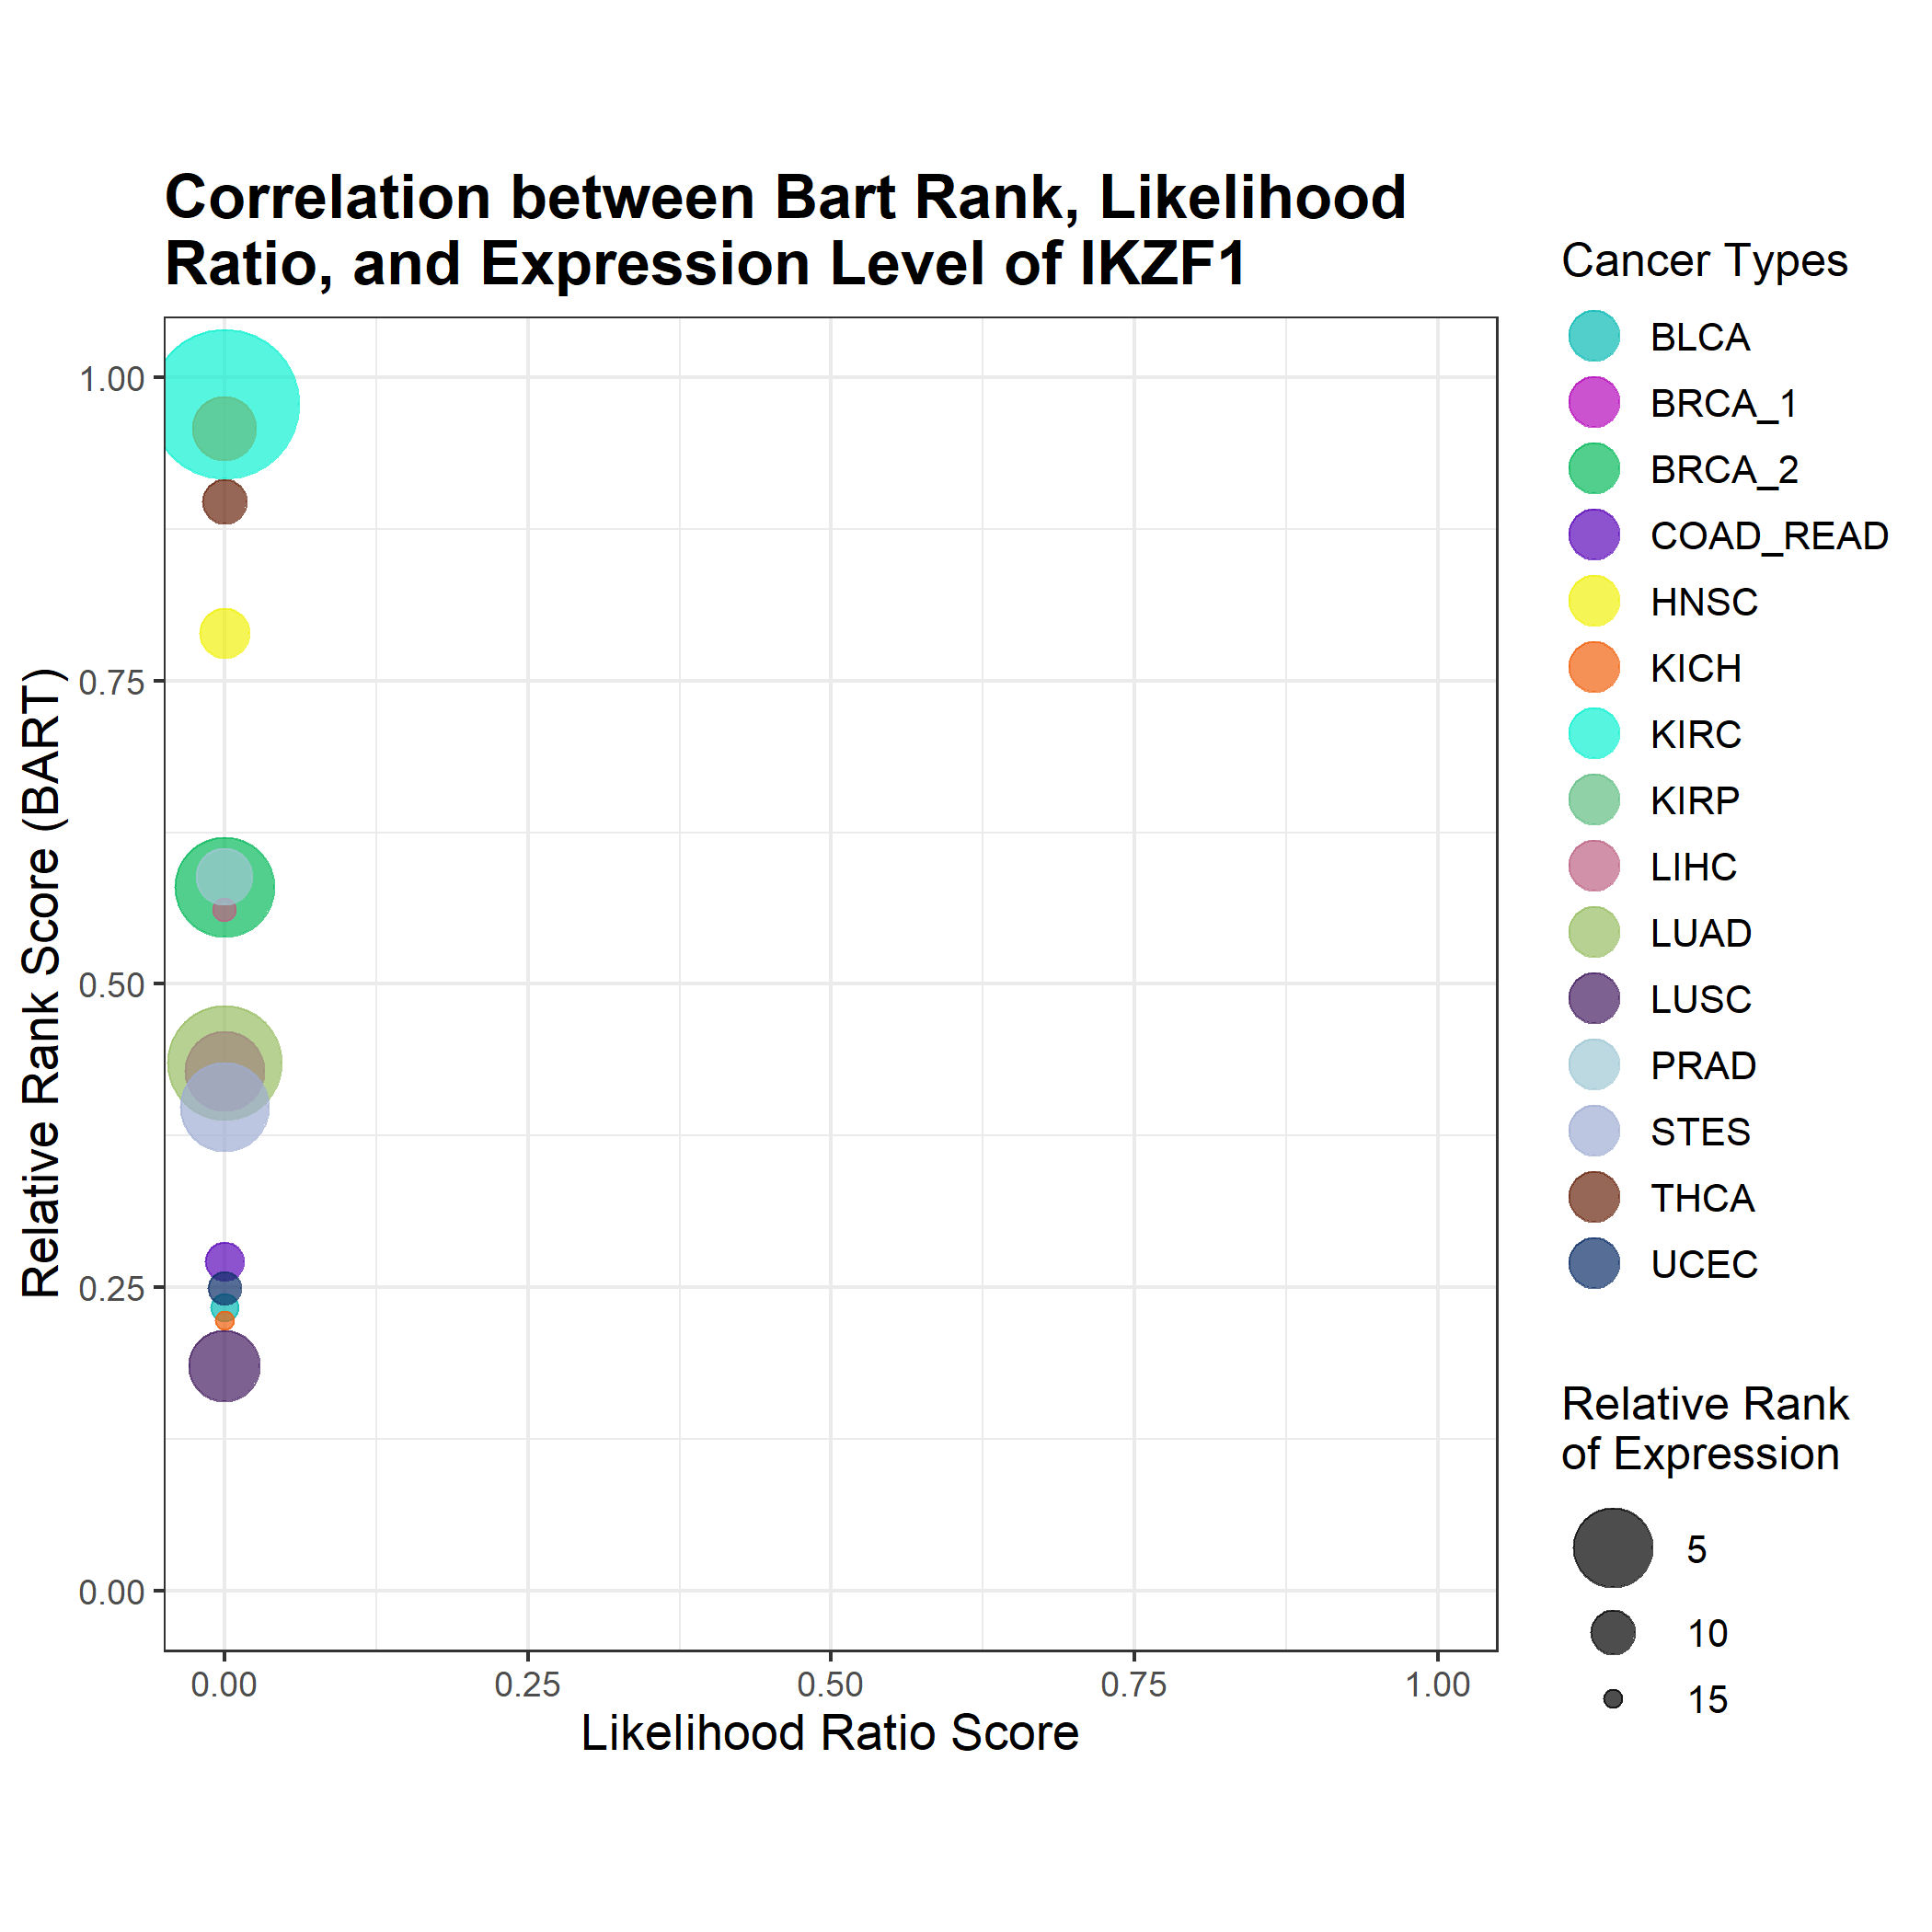 Correlation between Bart Rank, Likelihood
Ratio, and Expression Level of IKZF1
Relative Rank Score (BART)
1.00
0.75
0.50
0.25
0.00
0.00 0.25 0.50 0.75 1.00
Likelihood Ratio Score
Cancer Types
BLCA
BRCA_1
BRCA_2
COAD_READ
HNSC
KICH
KIRC
KIRP
LIHC
LUAD
LUSC
PRAD
STES
THCA
UCEC
Relative Rank
of Expression
5
10
15